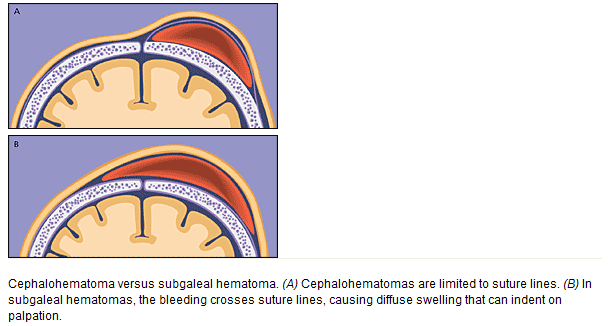 A
B
Cephalohematoma versus subgaleal hematoma. (A) Cephalohematomas are limited to suture lines. (B) In
subgaleal hematomas, the bleeding crosses suture lines, causing diffuse swelling that can indent on
palpation.